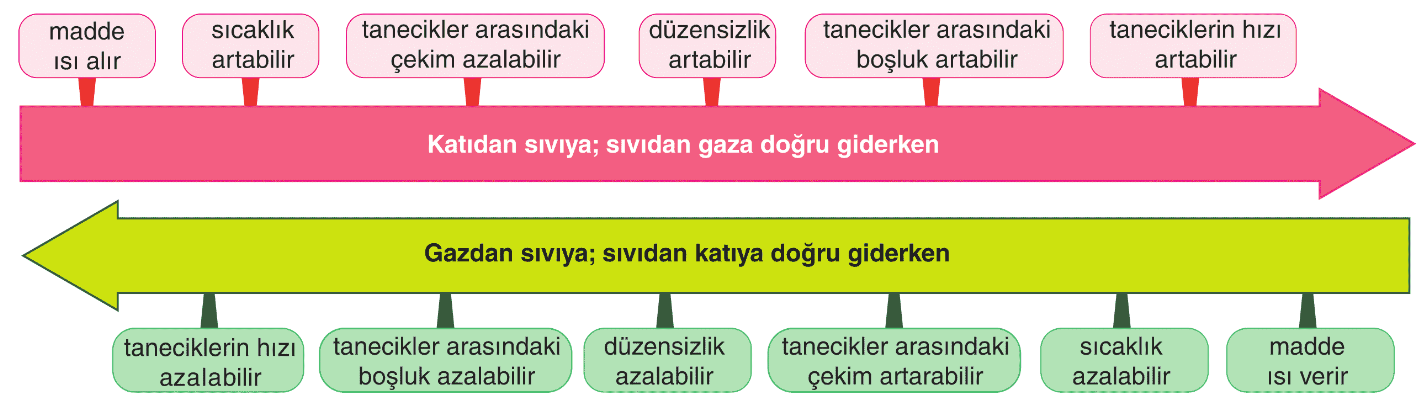 madde
ısı alır
sıcaklık
artabilir
tanecikler arasındaki
çekim azalabilir
düzensizlik
artabilir
tanecikler arasındaki
boşluk artabilir
taneciklerin hızı
artabilir
Katıdan sıvıya; sıvıdan gaza doğru giderken
Gazdan sıvıya; sıvıdan katıya doğru giderken
taneciklerin hızı
azalabilir
tanecikler arasındaki
boşluk azalabilir
düzensizlik
azalabilir
tanecikler arasındaki
çekim artarabilir
sıcaklık
azalabilir
madde
ısı verir